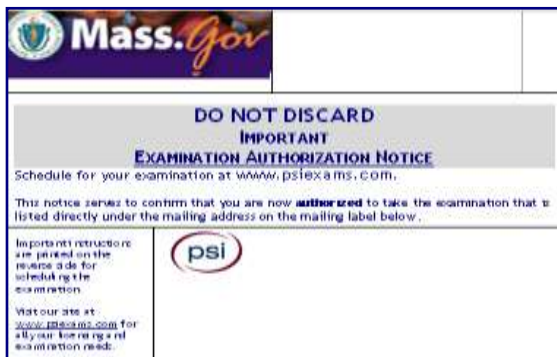 Mass.Gov
DO NOT DISCARD
IMPORTANT
EXAMINATION AUTHORIZATION NOTICE
Schedule for your examination at www.psiexams.com.
This notice serves to confirm that you are now authorized to take the examination that is
listed directly under the mailing address on the mailing label below.
Important instructions
are printed on the
reverse side for
scheduling the
examination.
Visit our site at
www.psiexams.com for
all your licensing and
examination needs.
psi